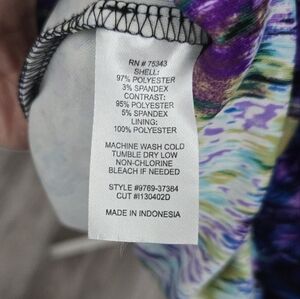 RN # 75343
SHELL:
97% POLYESTER
3% SPANDEX
CONTRAST:
95% POLYESTER
5% SPANDEX
LINING:
100% POLYESTER
MACHINE WASH COLD
TUMBLE DRY LOW
NON-CHLORINE
BLEACH IF NEEDED
STYLE #9769-37384
CUT #I130402D
MADE IN INDONESIA